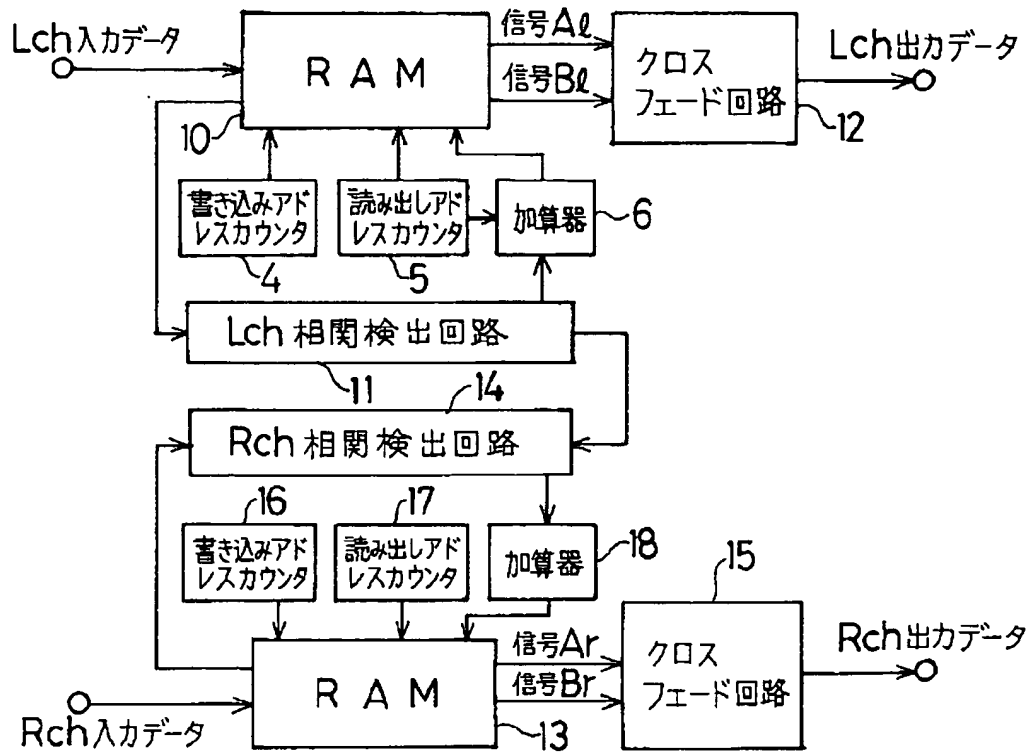 Lch入力データ
RAM
信号Al
信号Bl
クロス
フェード回路
Lch出力データ
10
12
書き込みアド
レスカウンタ
読み出しアド
レスカウンタ
加算器
6
4
5
Lch相関検出回路
11
14
Rch相関検出回路
16
17
書き込みアド
レスカウンタ
読み出しアド
レスカウンタ
加算器
18
15
RAM
信号Ar
信号Br
クロス
フェード回路
Rch出力データ
Rch入力データ
13